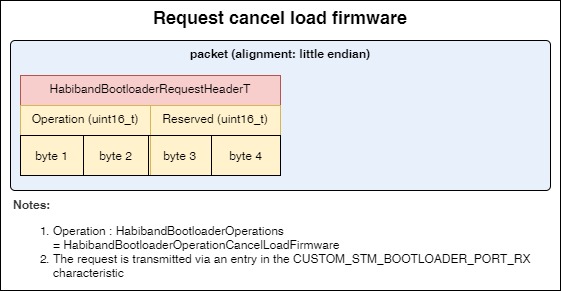 Request cancel load firmware
packet (alignment: little endian)
HabibandBootloaderRequestHeaderT
Operation (uint16_t) Reserved (uint16_t)
byte 1 byte 2 byte 3 byte 4
Notes:
1. Operation : HabibandBootloaderOperations
= HabibandBootloaderOperationCancelLoadFirmware
2. The request is transmitted via an entry in the CUSTOM_STM_BOOTLOADER_PORT_RX
characteristic